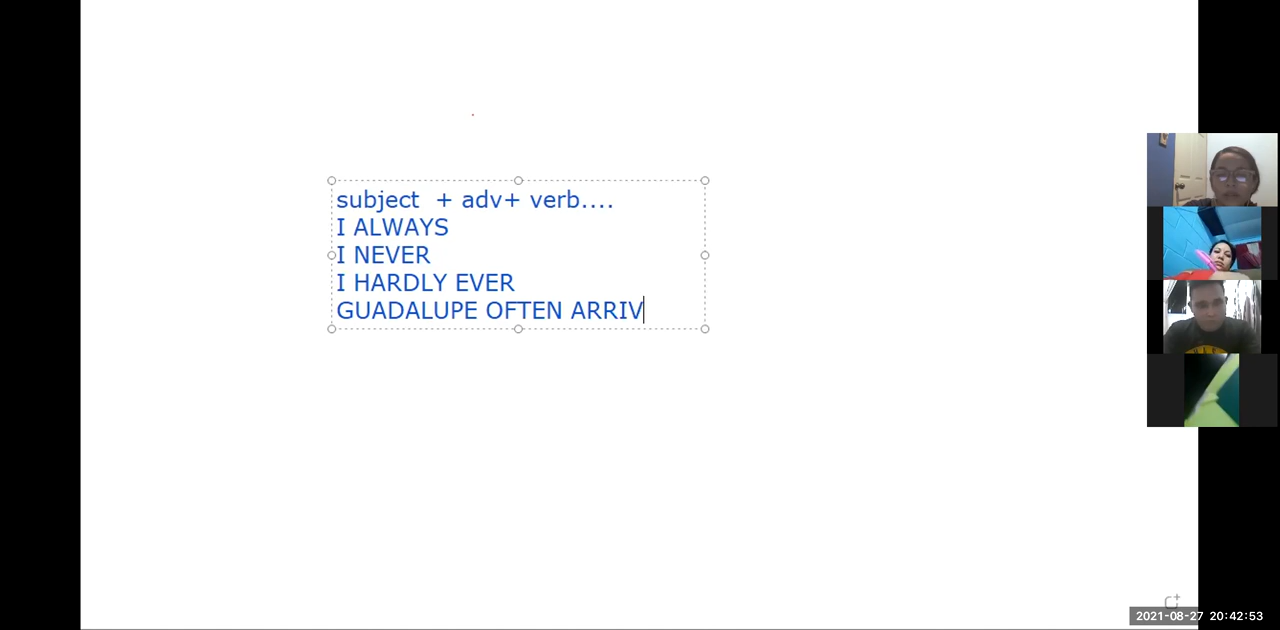 subject  + adv+ verb....
I ALWAYS
I NEVER
I HARDLY EVER
GUADALUPE OFTEN ARRIV
2021-08-27 20:42:53